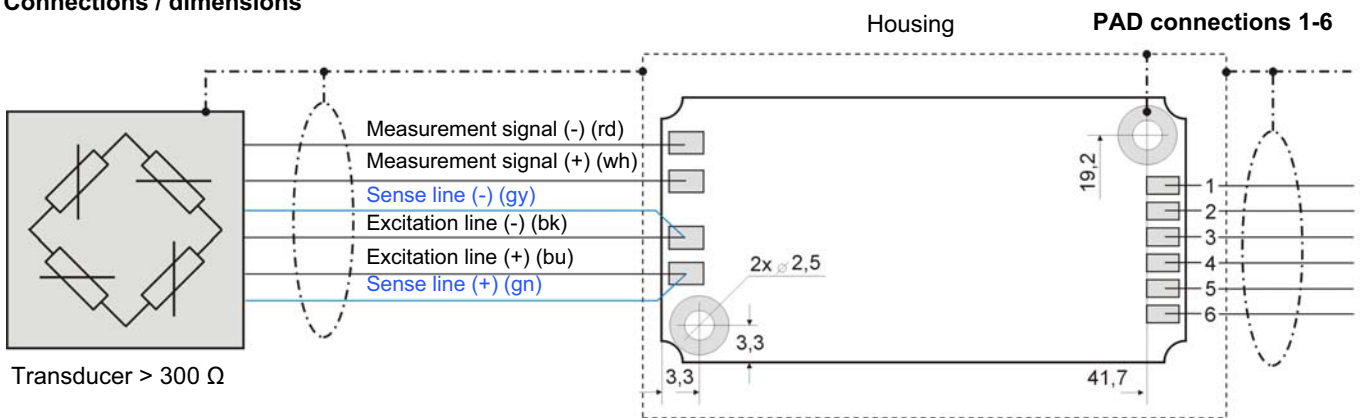 Connections / dimensions
Housing
PAD connections 1-6
Measurement signal (-) (rd)
Measurement signal (+) (wh)
Sense line (-) (gy)
Excitation line (-) (bk)
Excitation line (+) (bu)
Sense line (+) (gn)
Transducer > 300 Ω
2x ⌀ 2,5
3,3
3,3
19,2
41,7
1
2
3
4
5
6